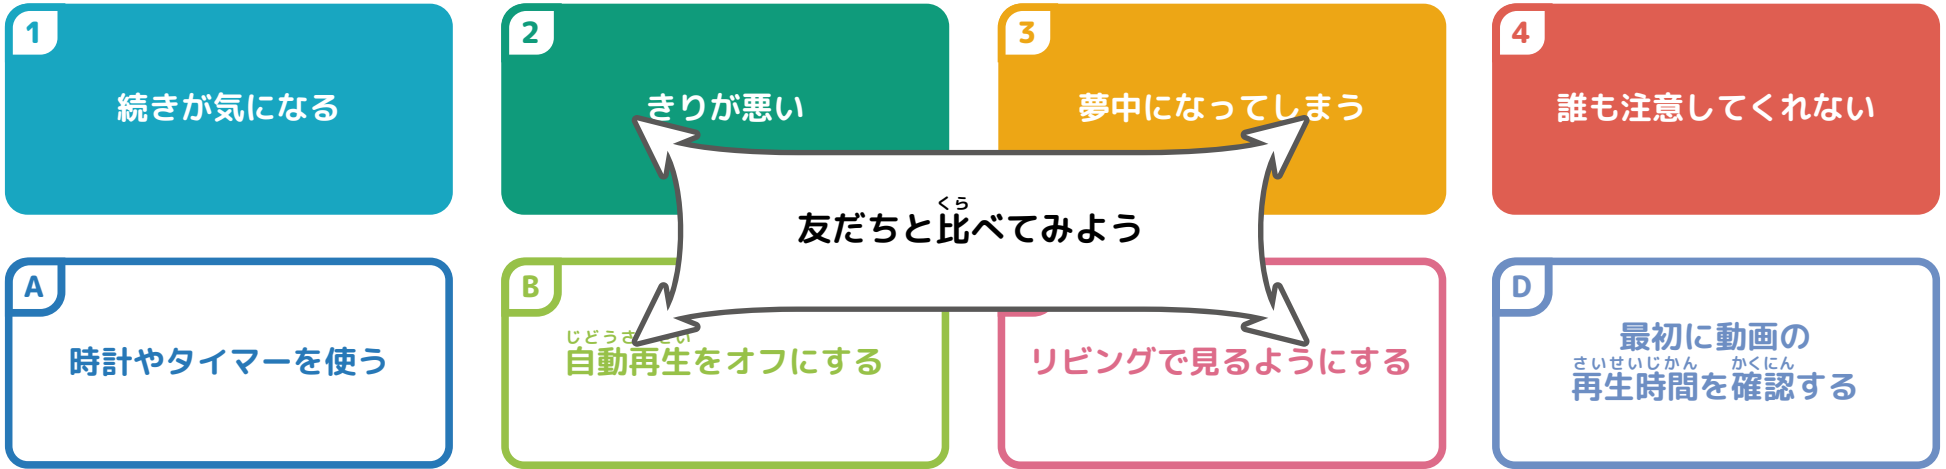 1
続きが気になる
2
きりが悪い
3
夢中になってしまう
4
誰も注意してくれない
くら
友だちと比べてみよう
A
時計やタイマーを使う
B
自動再生をオフにする
リビングで見るようにする
D
最初に動画の
さいせいじかん かくにん
再生時間を確認する